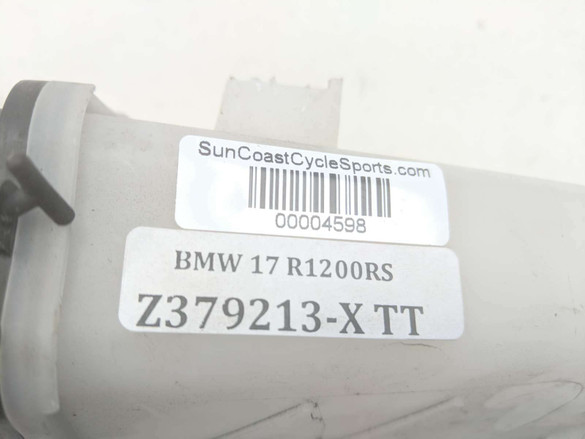 SunCoastCycleSports.com
00004598
BMW 17 R1200RS
Z379213-X TT